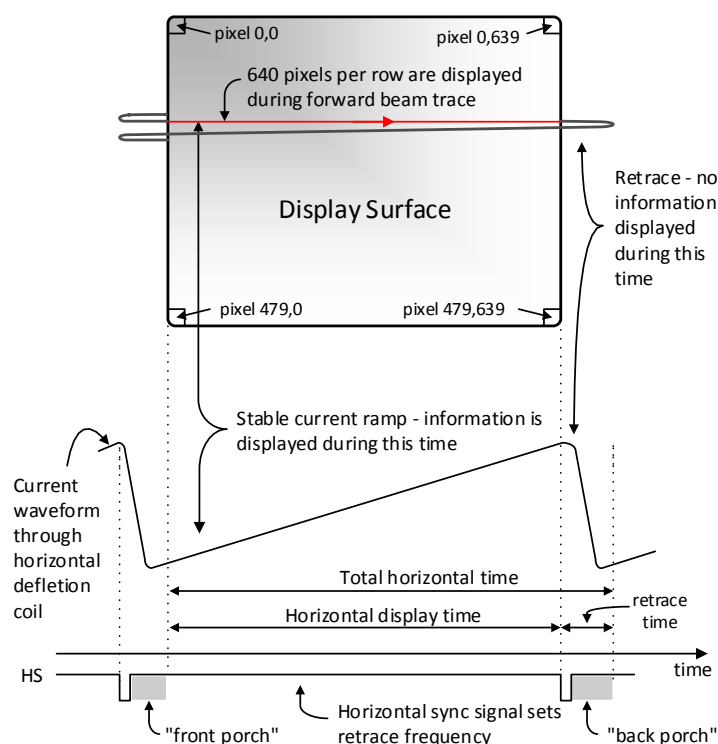 pixel 0,0
pixel 0,639
640 pixels per row are displayed
during forward beam trace
Retrace - no
information
displayed
during this
time
Display Surface
pixel 479,0
pixel 479,639
Stable current ramp - information is
displayed during this time
Current
waveform
through
horizontal
defletion
coil
Total horizontal time
Horizontal display time
retrace
time
time
HS
"front porch"
Horizontal sync signal sets
retrace frequency
"back porch"